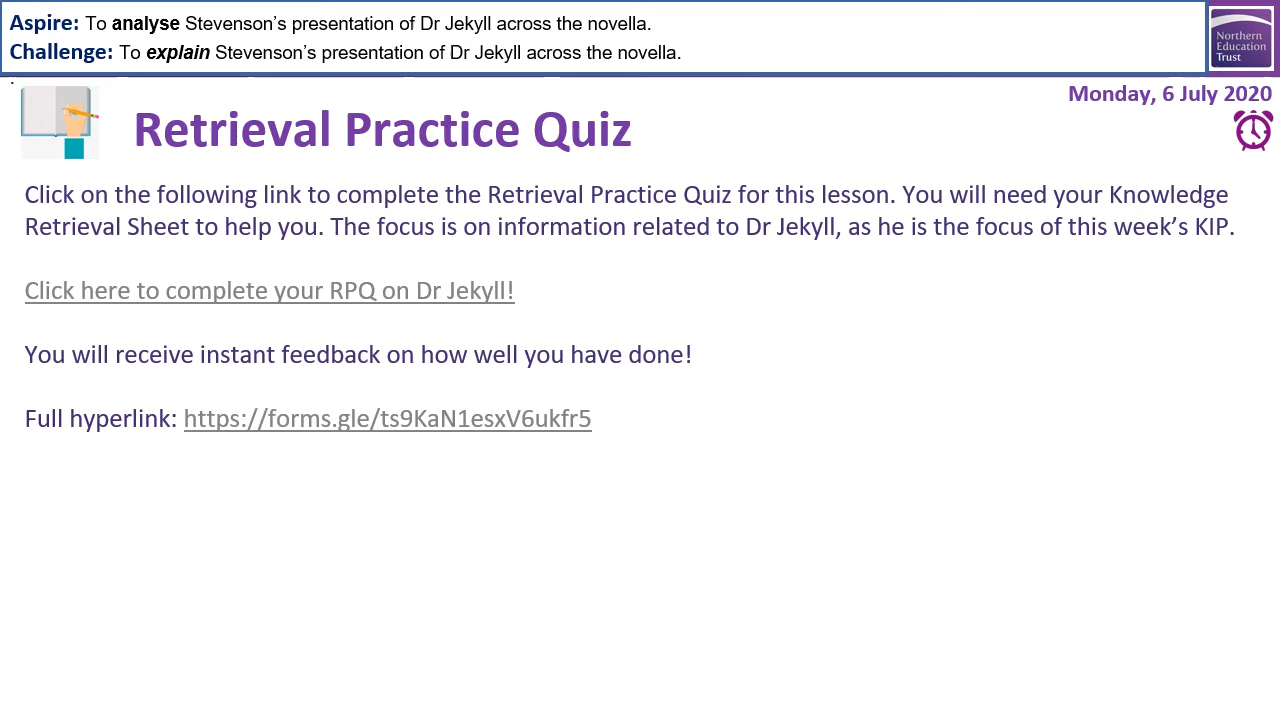 Aspire: To analyse Stevenson’s presentation of Dr Jekyll across the novella.
Challenge: To explain Stevenson’s presentation of Dr Jekyll across the novella.
Northern
Education
Trust
.
Monday, 6 July 2020
Retrieval Practice Quiz
Click on the following link to complete the Retrieval Practice Quiz for this lesson. You will need your Knowledge
Retrieval Sheet to help you. The focus is on information related to Dr Jekyll, as he is the focus of this week’s KIP.
Click here to complete your RPQ on Dr Jekyll!
You will receive instant feedback on how well you have done!
Full hyperlink: https://forms.gle/ts9KaN1esxV6ukfr5